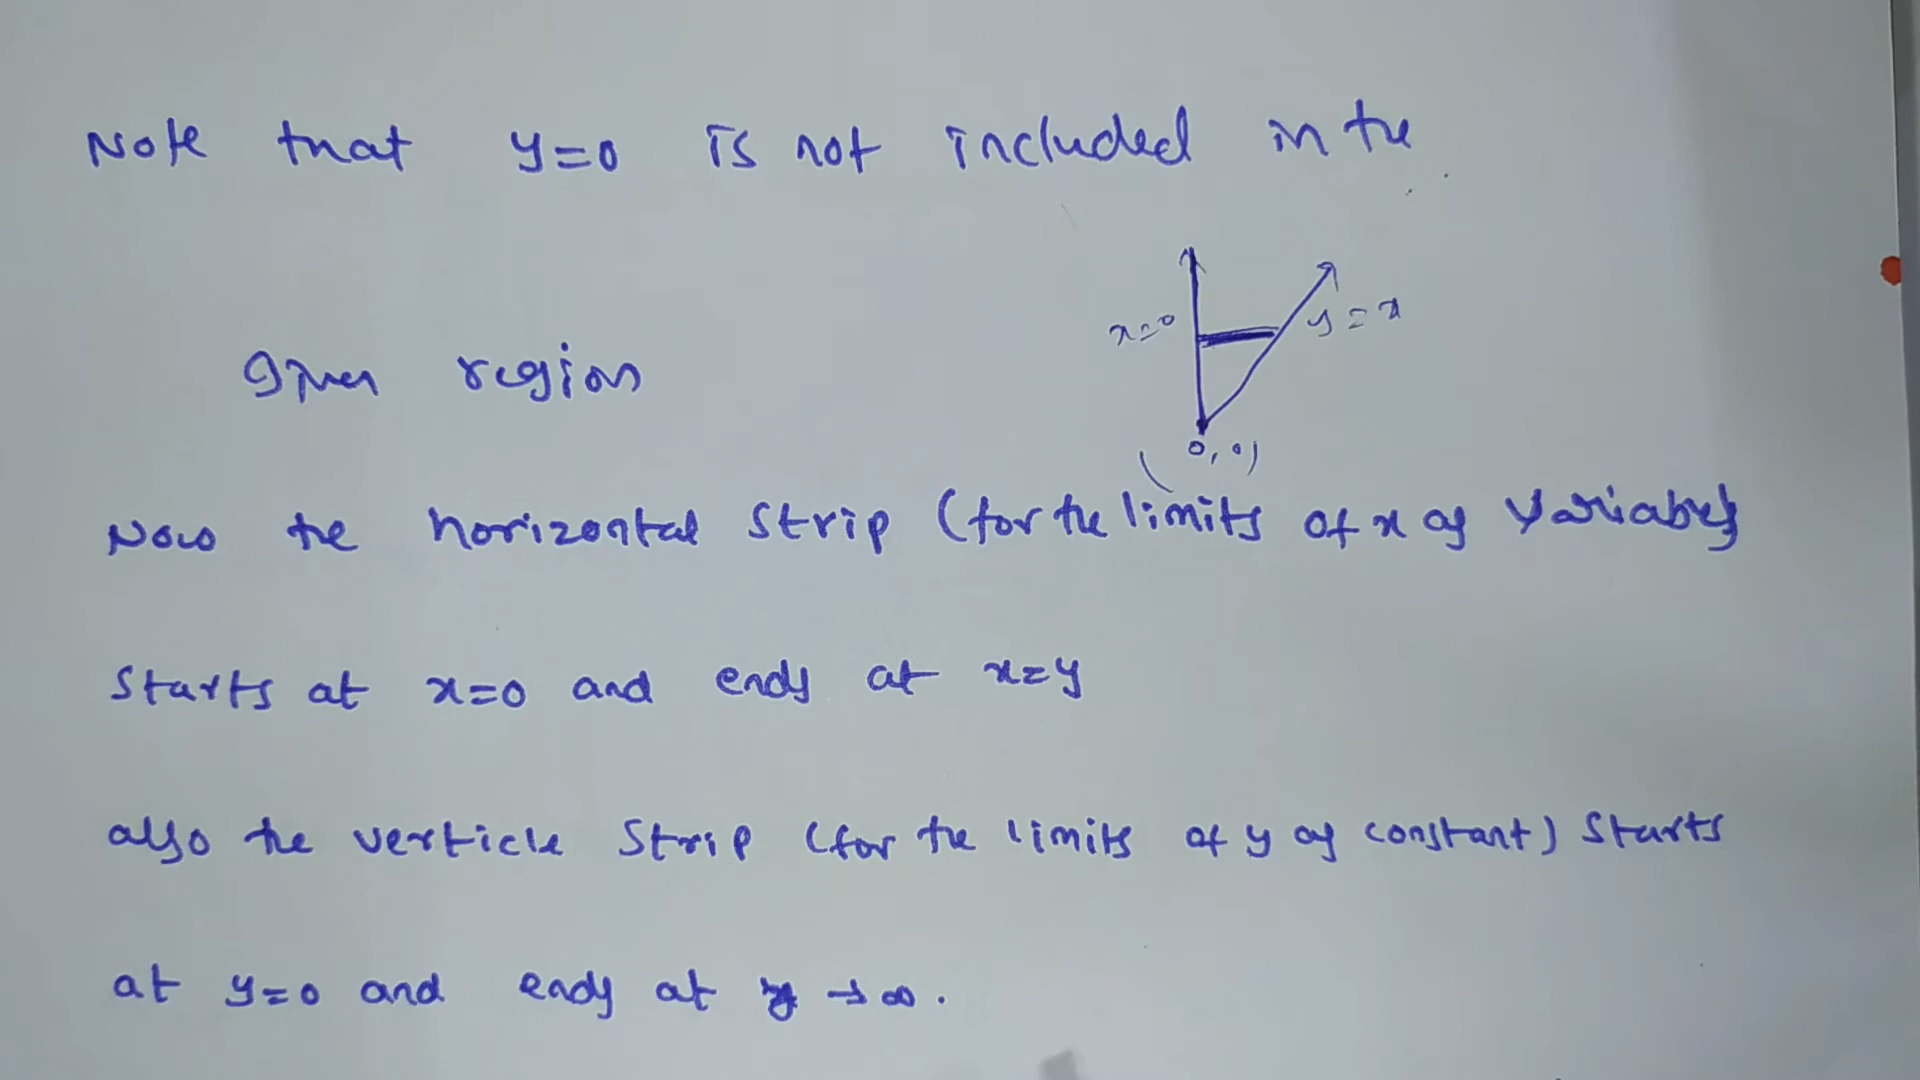 Note that y=0 is not included in the
x=0
y=x
Given region
(0,0)
Now the horizontal strip (for the limits of x as variable)
starts at x=0 and ends at x=y
also the verticle strip (for the limits of y as constant) starts
at y=0 and ends at y→∞.